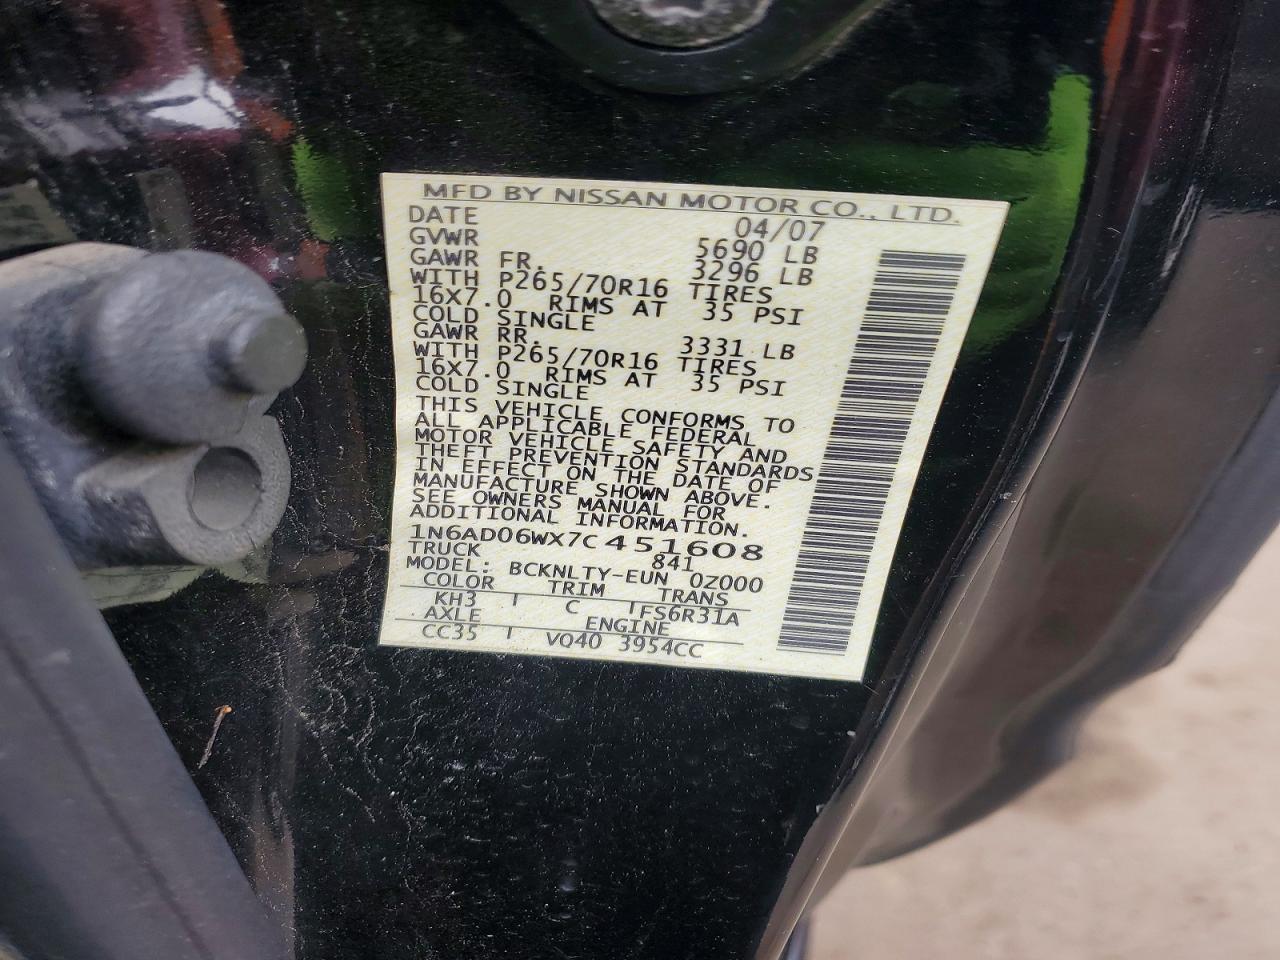 MFD BY NISSAN MOTOR CO., LTD.
DATE 04/07
GVWR 5690 LB
GAWR FR. 3296 LB
WITH P265/70R16 TIRES
16X7.0 RIMS AT 35 PSI
COLD SINGLE
GAWR RR. 3331 LB
WITH P265/70R16 TIRES
16X7.0 RIMS AT 35 PSI
COLD SINGLE
THIS VEHICLE CONFORMS TO
ALL APPLICABLE FEDERAL
MOTOR VEHICLE SAFETY AND
THEFT PREVENTION STANDARDS
IN EFFECT ON THE DATE OF
MANUFACTURE SHOWN ABOVE.
SEE OWNERS MANUAL FOR
ADDITIONAL INFORMATION.
1N6AD06WX7C451608
TRUCK 841
MODEL: BCKNLTY-EUN 0Z000
COLOR TRIM TRANS
KH3 C FS6R31A
AXLE ENGINE
CC35 VQ40 3954CC